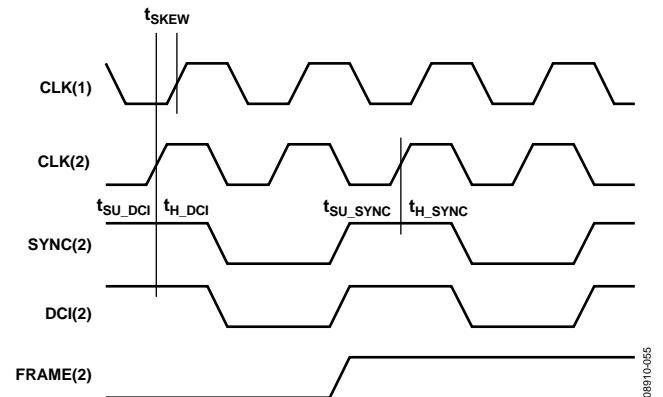 tSKEW
CLK(1)
CLK(2)
tSU_DCI tH_DCI tSU_SYNC tH_SYNC
SYNC(2)
DCI(2)
FRAME(2)
08910-055